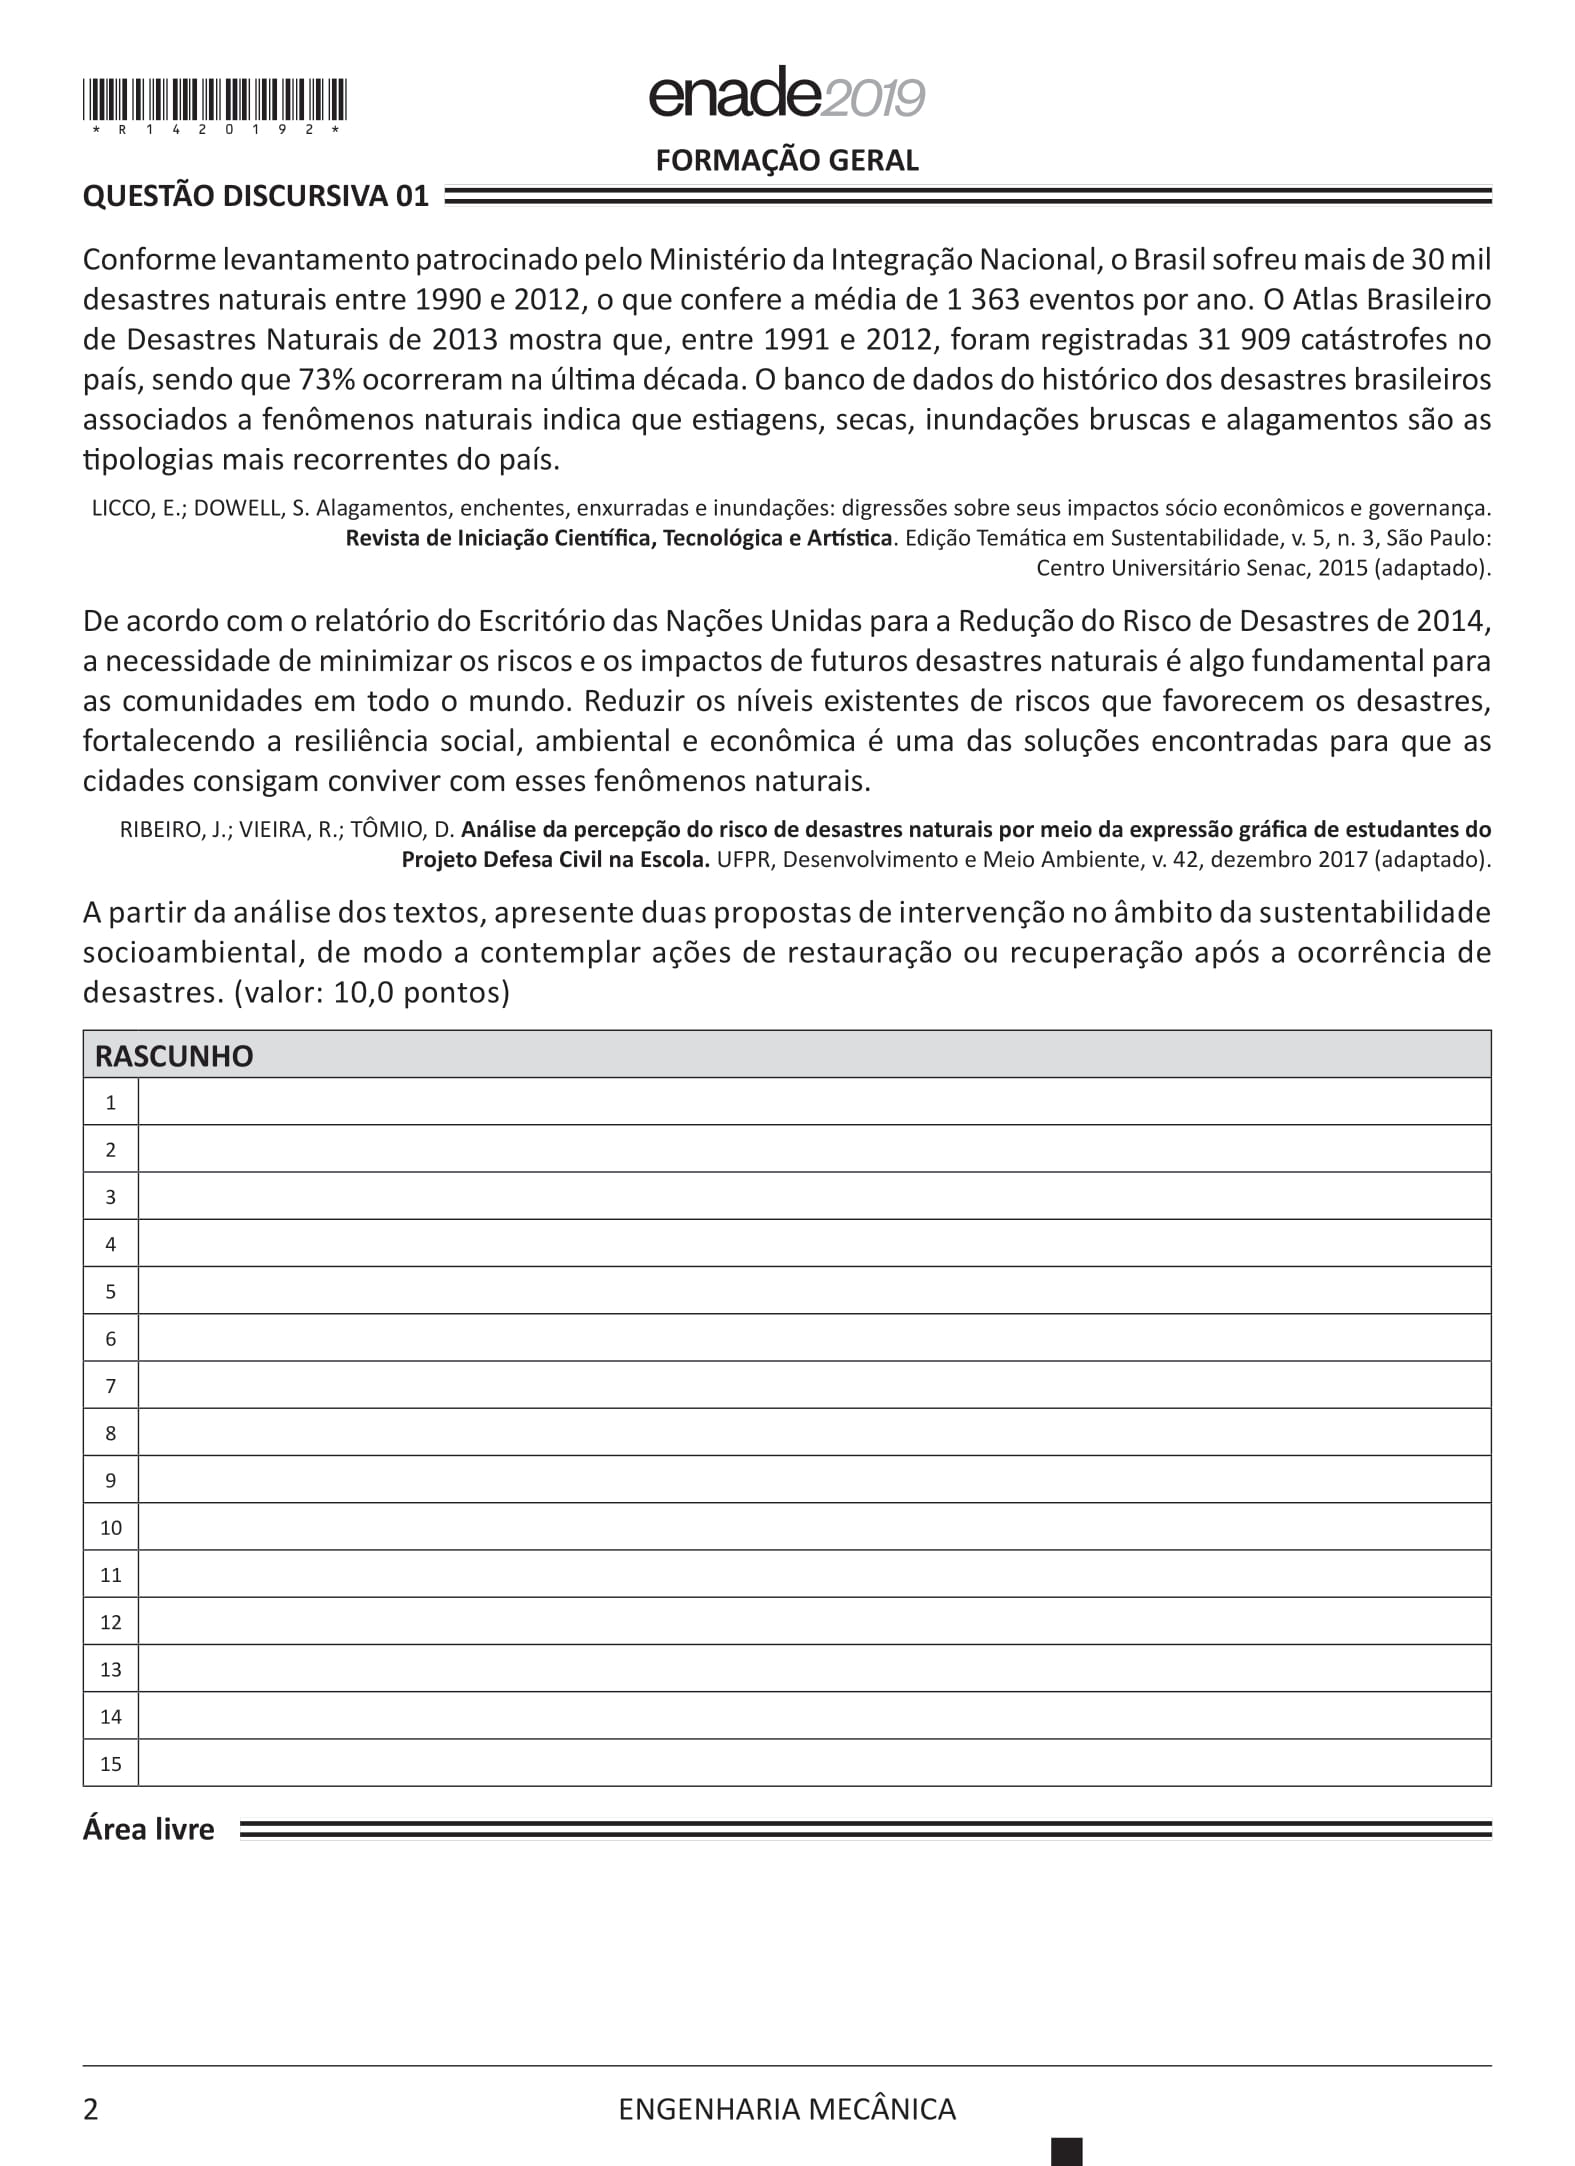 * R 1 4 2 0 1 9 2 *
enade2019
FORMAÇÃO GERAL
QUESTÃO DISCURSIVA 01
Conforme levantamento patrocinado pelo Ministério da Integração Nacional, o Brasil sofreu mais de 30 mil
desastres naturais entre 1990 e 2012, o que confere a média de 1 363 eventos por ano. O Atlas Brasileiro
de Desastres Naturais de 2013 mostra que, entre 1991 e 2012, foram registradas 31 909 catástrofes no
país, sendo que 73% ocorreram na última década. O banco de dados do histórico dos desastres brasileiros
associados a fenômenos naturais indica que estiagens, secas, inundações bruscas e alagamentos são as
tipologias mais recorrentes do país.
LICCO, E.; DOWELL, S. Alagamentos, enchentes, enxurradas e inundações: digressões sobre seus impactos sócio econômicos e governança.
Revista de Iniciação Científica, Tecnológica e Artística. Edição Temática em Sustentabilidade, v. 5, n. 3, São Paulo:
Centro Universitário Senac, 2015 (adaptado).
De acordo com o relatório do Escritório das Nações Unidas para a Redução do Risco de Desastres de 2014,
a necessidade de minimizar os riscos e os impactos de futuros desastres naturais é algo fundamental para
as comunidades em todo o mundo. Reduzir os níveis existentes de riscos que favorecem os desastres,
fortalecendo a resiliência social, ambiental e econômica é uma das soluções encontradas para que as
cidades consigam conviver com esses fenômenos naturais.
RIBEIRO, J.; VIEIRA, R.; TÔMIO, D. Análise da percepção do risco de desastres naturais por meio da expressão gráfica de estudantes do
Projeto Defesa Civil na Escola. UFPR, Desenvolvimento e Meio Ambiente, v. 42, dezembro 2017 (adaptado).
A partir da análise dos textos, apresente duas propostas de intervenção no âmbito da sustentabilidade
socioambiental, de modo a contemplar ações de restauração ou recuperação após a ocorrência de
desastres. (valor: 10,0 pontos)
RASCUNHO
1
2
3
4
5
6
7
8
9
10
11
12
13
14
15
Área livre
2
ENGENHARIA MECÂNICA